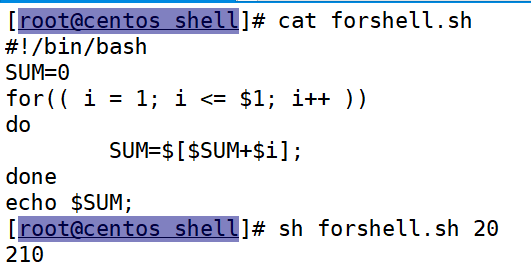 [root@centos shell]# cat forshell.sh
#!/bin/bash
SUM=0
for(( i = 1; i <= $1; i++ ))
do
        SUM=$[$SUM+$i];
done
echo $SUM;
[root@centos shell]# sh forshell.sh 20
210